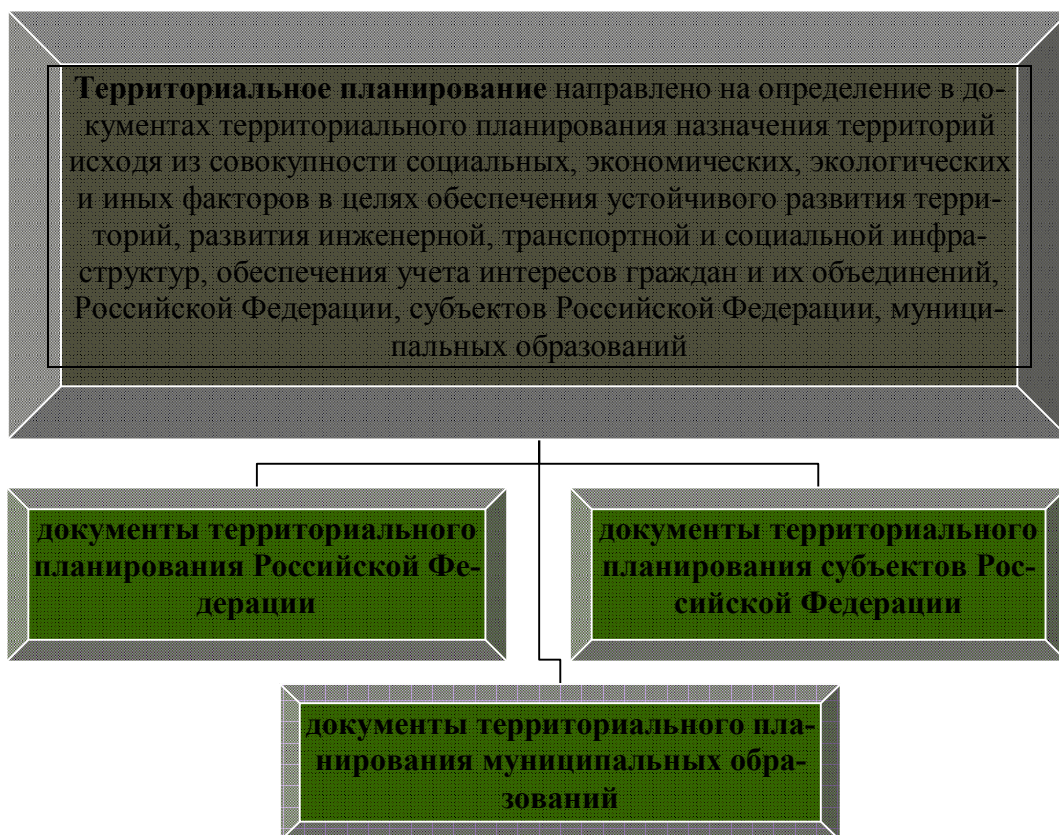 Территориальное планирование направлено на определение в до-
кументах территориального планирования назначения территорий
исходя из совокупности социальных, экономических, экологических
и иных факторов в целях обеспечения устойчивого развития терри-
торий, развития инженерной, транспортной и социальной инфра-
структур, обеспечения учета интересов граждан и их объединений,
Российской Федерации, субъектов Российской Федерации, муници-
пальных образований
документы территориального
планирования Российской Фе-
дерации
документы территориального
планирования субъектов Рос-
сийской Федерации
документы территориального пла-
нирования муниципальных обра-
зований